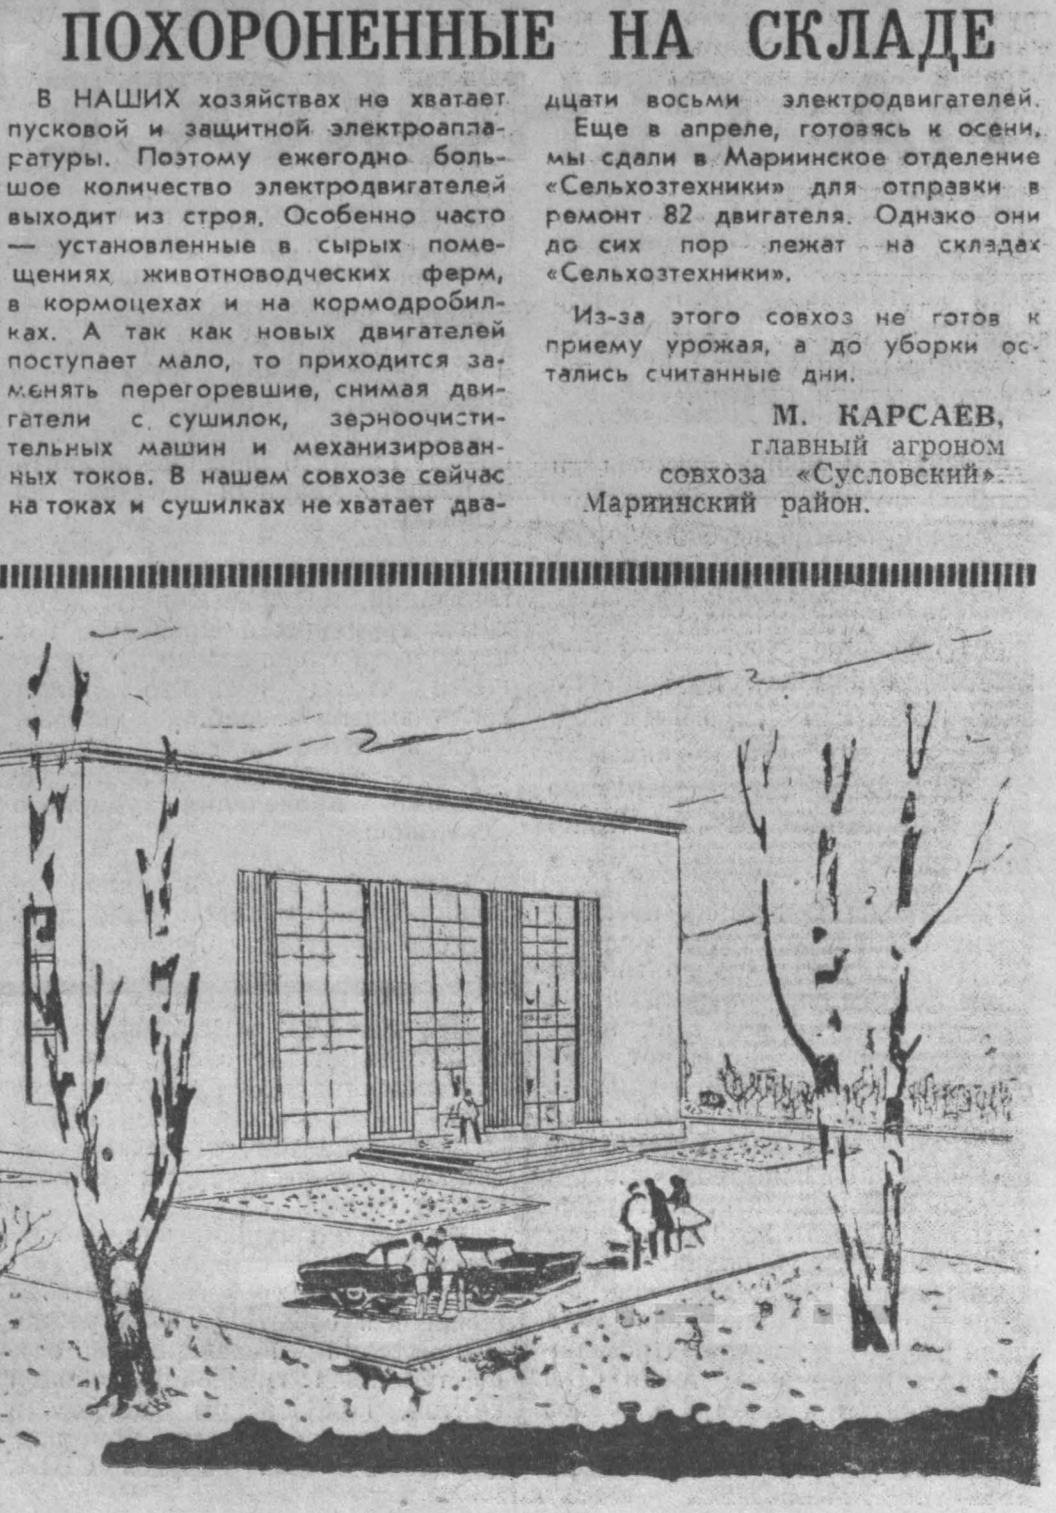 ПОХОРОНЕННЫЕ НА СКЛАДЕ
В НАШИХ хозяйствах не хватает
пусковой и защитной электроаппа-
ратуры. Поэтому ежегодно боль-
шое количество электродвигателей
выходит из строя. Особенно часто
— установленные в сырых поме-
щениях животноводческих ферм,
в кормоцехах и на кормодробил-
ках. А так как новых двигателей
поступает мало, то приходится за-
менять перегоревшие, снимая дви-
гатели с сушилок, зерноочисти-
тельных машин и механизирован-
ных токов. В нашем совхозе сейчас
на токах и сушилках не хватает два-
дцати восьми электродвигателей.
Еще в апреле, готовясь к осени,
мы сдали в Мариинское отделение
«Сельхозтехники» для отправки в
ремонт 82 двигателя. Однако они
до сих пор лежат на складах
«Сельхозтехники».
Из-за этого совхоз не готов к
приему урожая, а до уборки ос-
тались считанные дни.
М. КАРСАЕВ,
главный агроном
совхоза «Сусловский».
Мариинский район.